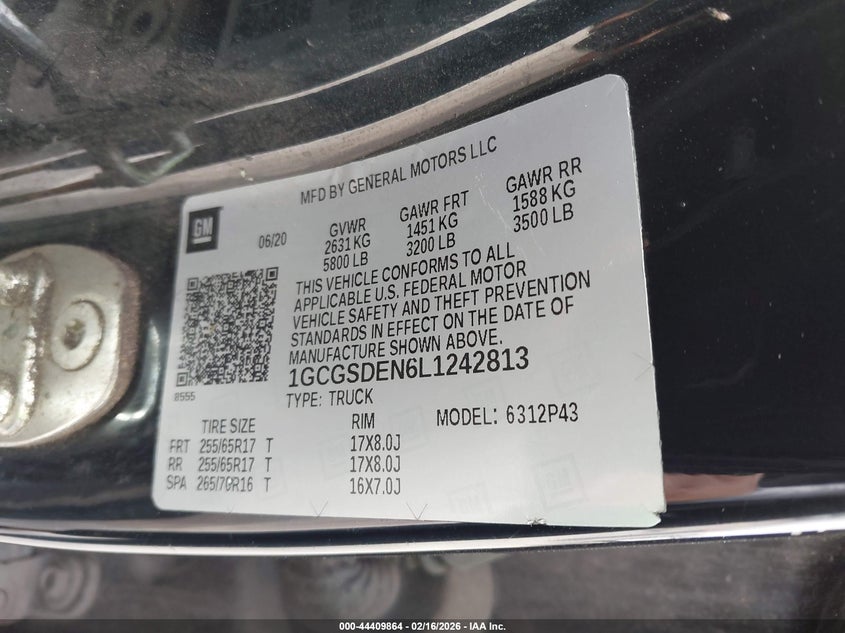 MFD BY GENERAL MOTORS LLC
GM
06/20
GVWR
2631 KG
5800 LB
GAWR FRT
1451 KG
3200 LB
GAWR RR
1588 KG
3500 LB
THIS VEHICLE CONFORMS TO ALL
APPLICABLE U.S. FEDERAL MOTOR
VEHICLE SAFETY AND THEFT PREVENTION
STANDARDS IN EFFECT ON THE DATE OF
MANUFACTURE SHOWN ABOVE.
8555
1GCGSDEN6L1242813
TYPE: TRUCK
MODEL: 6312P43
TIRE SIZE RIM
FRT 255/65R17 T 17X8.0J
RR 255/65R17 T 17X8.0J
SPA 265/70R16 T 16X7.0J
000-44409864 - 02/16/2026 - IAA Inc.